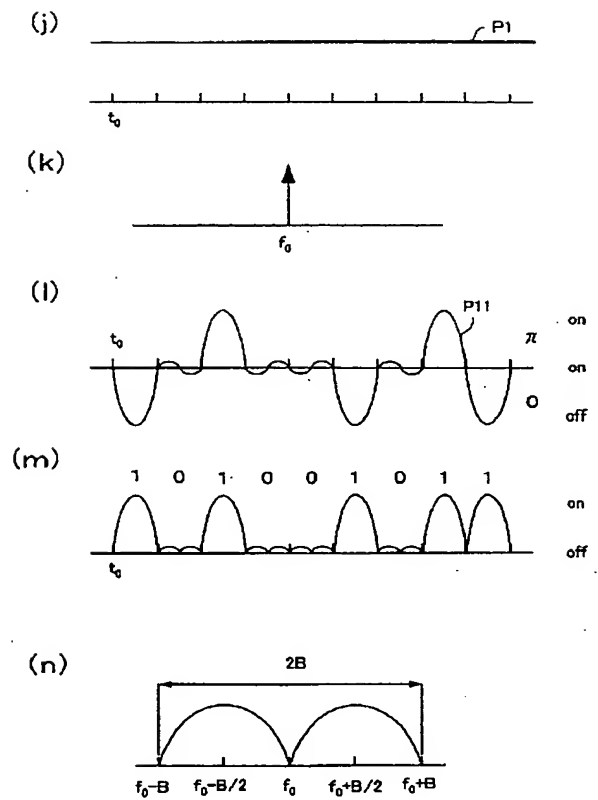 (j)
P1
t₀
(k)
f₀
(l)
t₀
P11
π
on
on
0
off
(m)
1 0 1 0 0 1 0 1 1
on
off
t₀
(n)
2B
f₀-B f₀-B/2 f₀ f₀+B/2 f₀+B